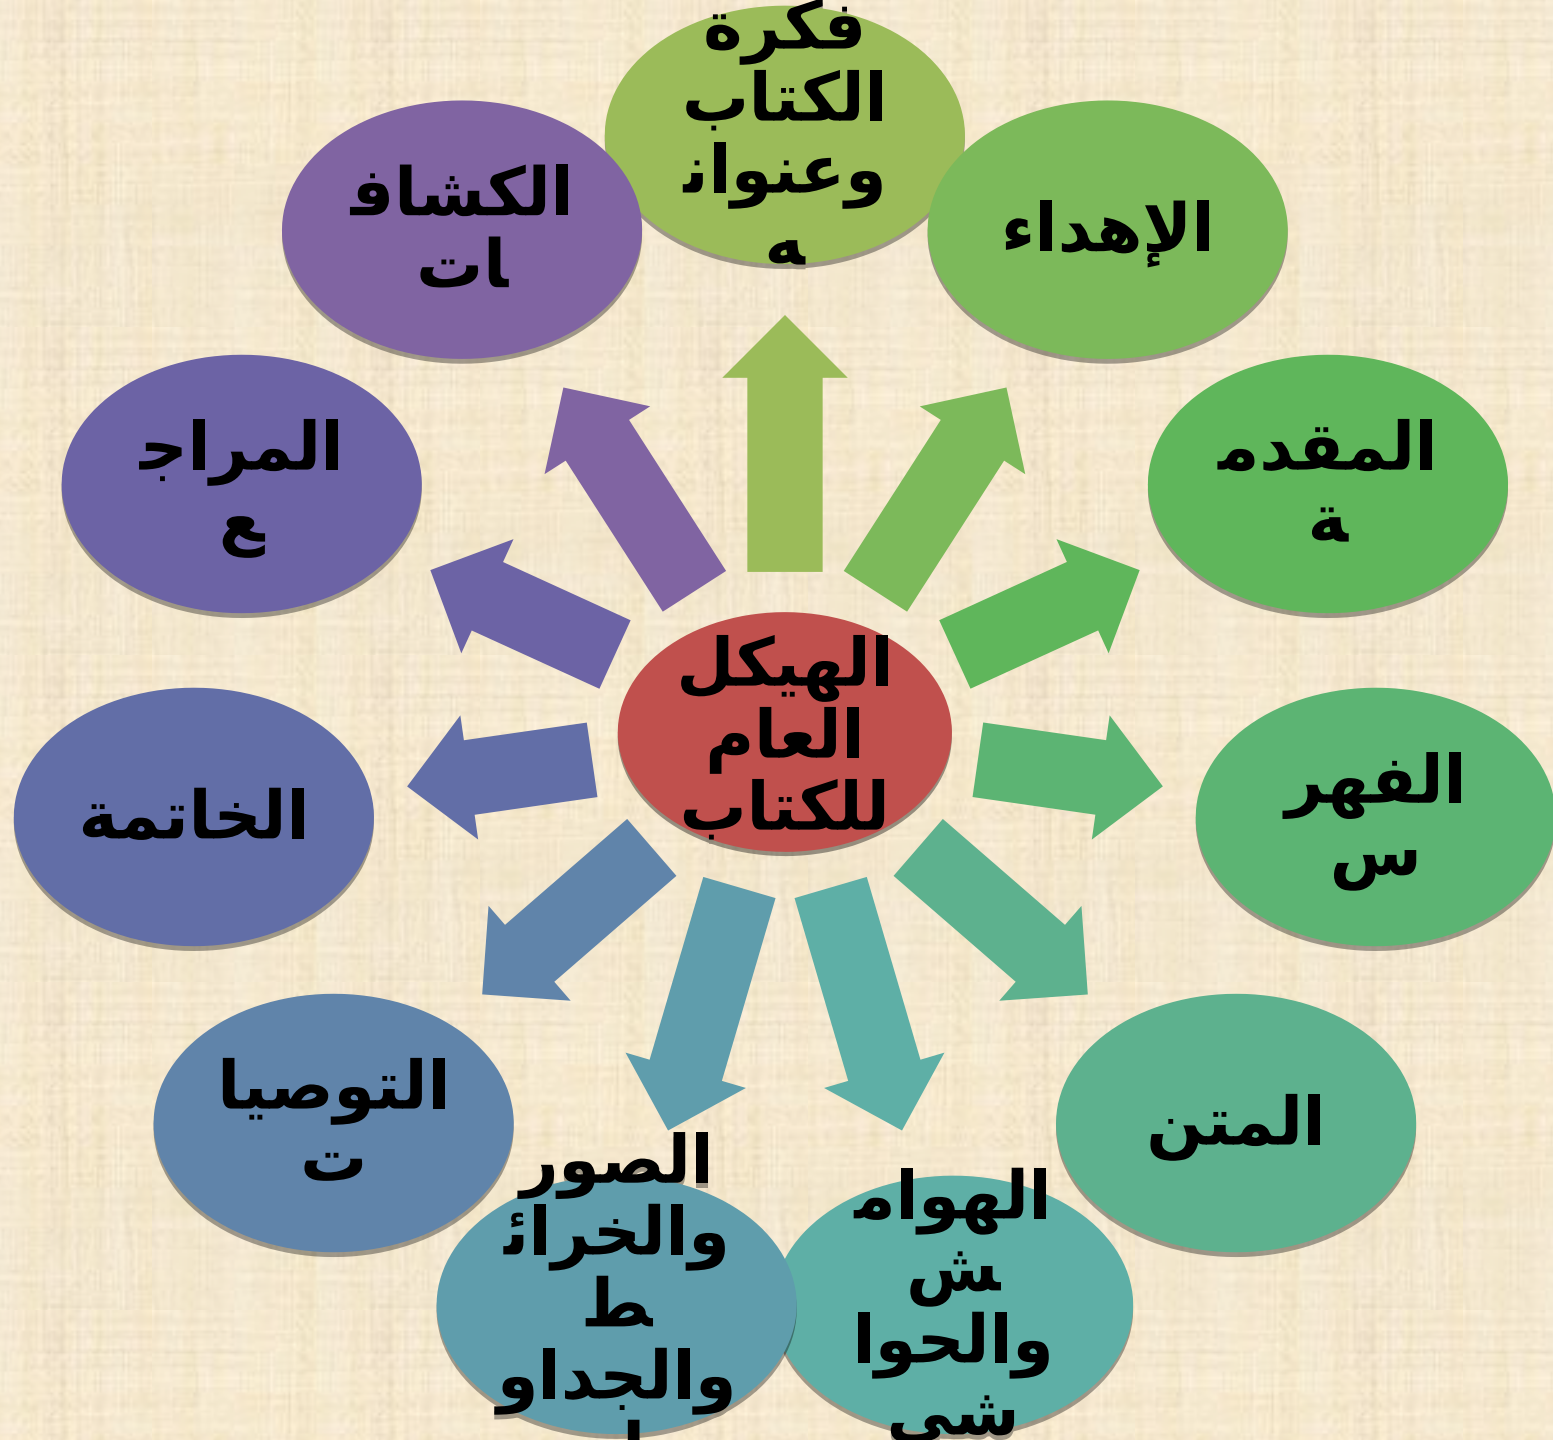 فكرة
الكتاب
وعنوان
ه
الإهداء
المقدم
ة
الفهر
س
المتن
الهوام
ش
والحوا
شي
الصور
والخرائ
ط
والجداو
ل
التوصيا
ت
الخاتمة
المراج
ع
الكشاف
ات
الهيكل
العام
للكتاب